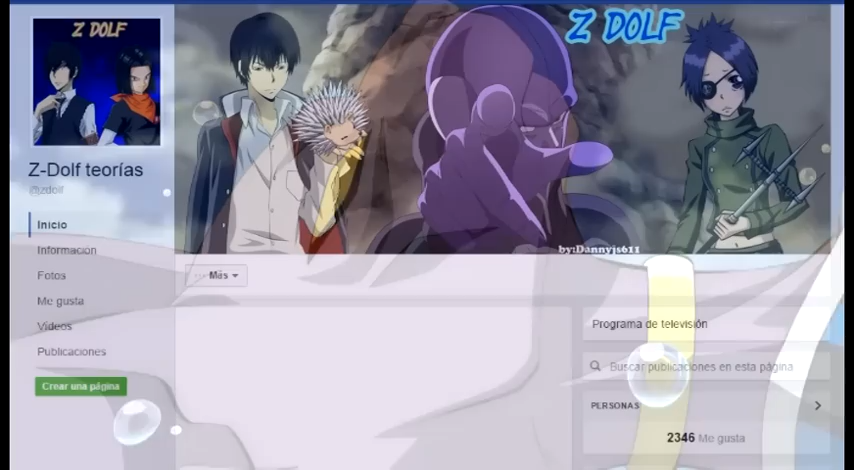 Z DOLF
Z DOLF
Z-Dolf teorías
@zdolf
Inicio
Información
Fotos
Me gusta
Vídeos
Publicaciones
Crear una página
by:Dannyjs611
··· Más
Programa de televisión
Buscar publicaciones en esta página
PERSONAS
2346 Me gusta